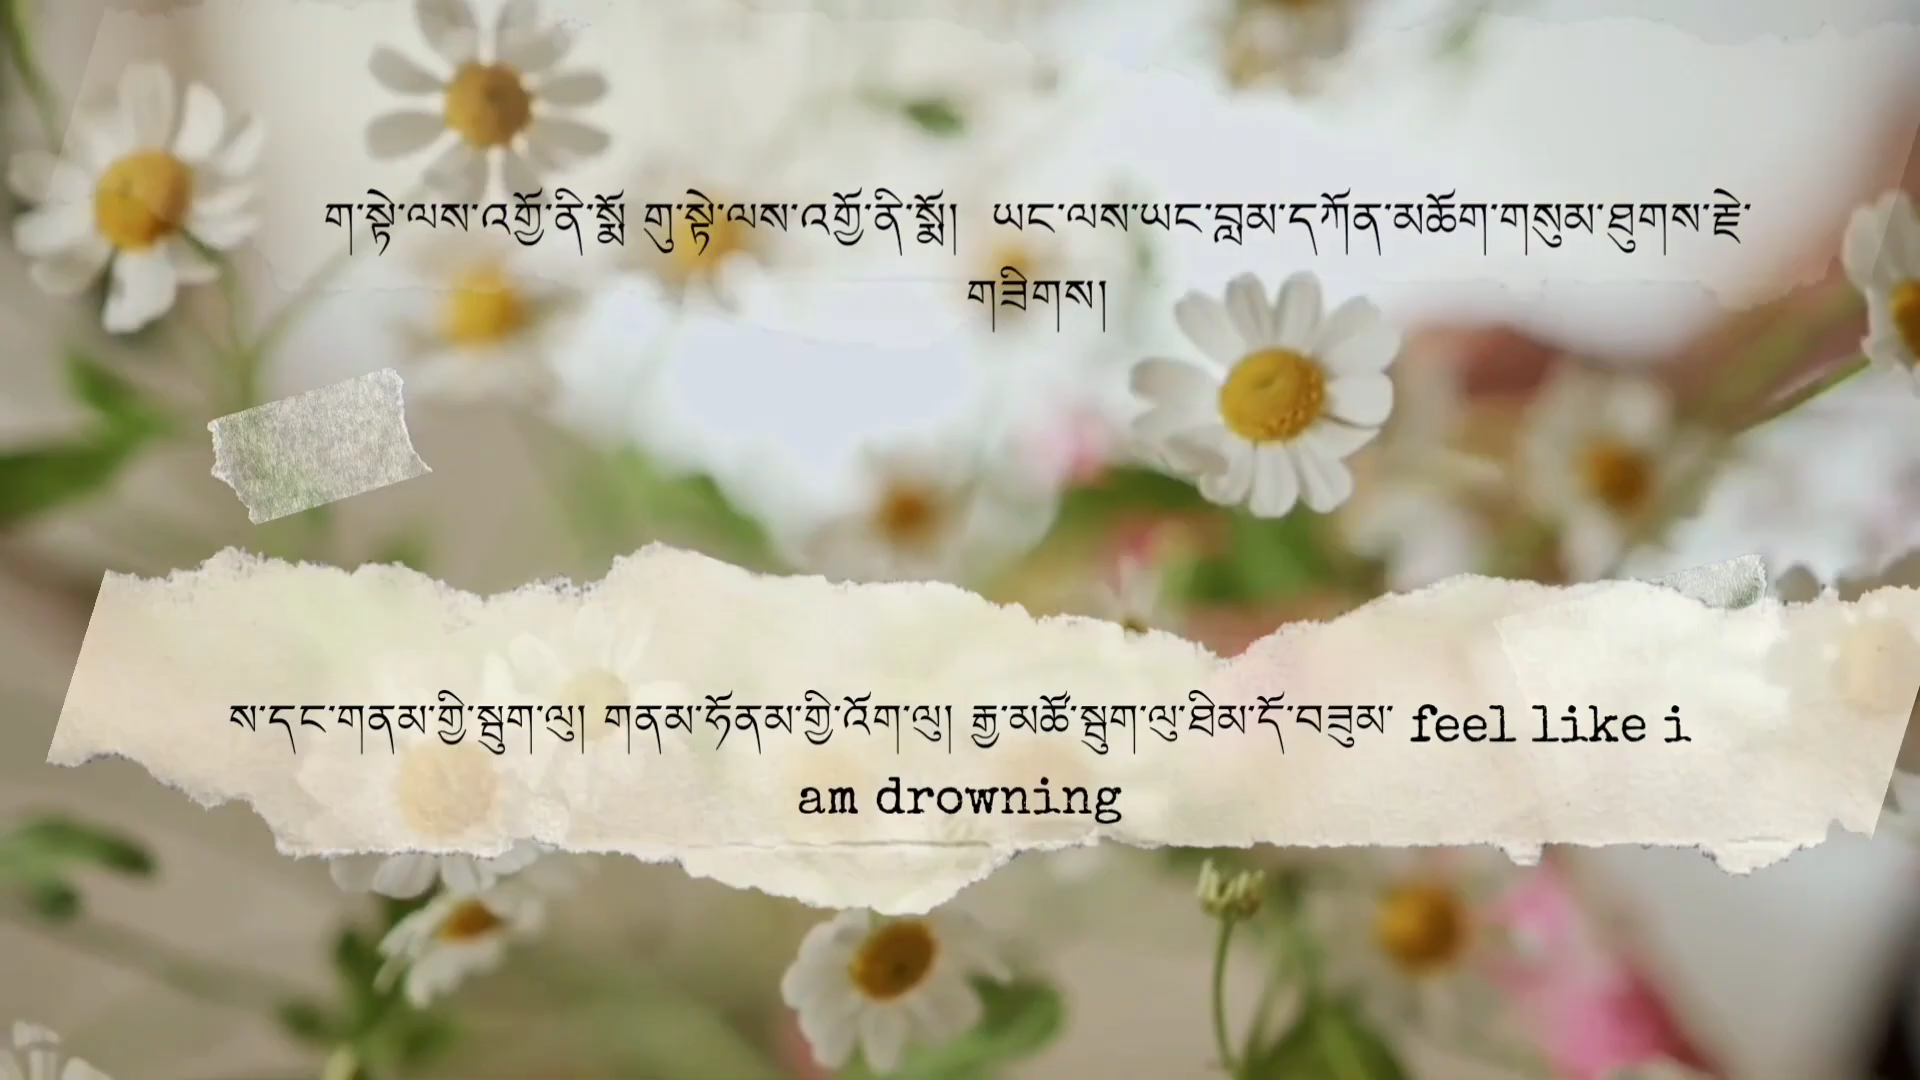 ག་སྟེ་ལས་འགྱོ་ནི་སྨོ གུ་སྟེ་ལས་འགྱོ་ནི་སྨོ། ཡང་ལས་ཡང་བླམ་དཀོན་མཆོག་གསུམ་ཐུགས་རྗེ་
གཟིགས།
ས་དང་གནམ་གྱི་སྦུག་ལུ། གནམ་ཧོནམ་གྱི་འོག་ལུ། རྒྱ་མཚོ་སྦུག་ལུ་ཐིམ་དོ་བཟུམ་ feel like i
am drowning